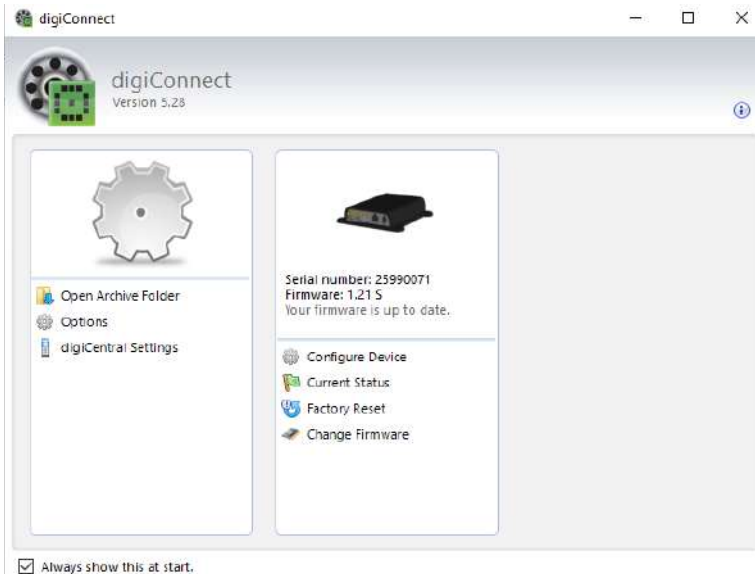 digiConnect
digiConnect
Version 5.28
Open Archive Folder
Options
digiCentral Settings
Serial number: 25990071
Firmware: 1.21 S
Your firmware is up to date.
Configure Device
Current Status
Factory Reset
Change Firmware
Always show this at start.